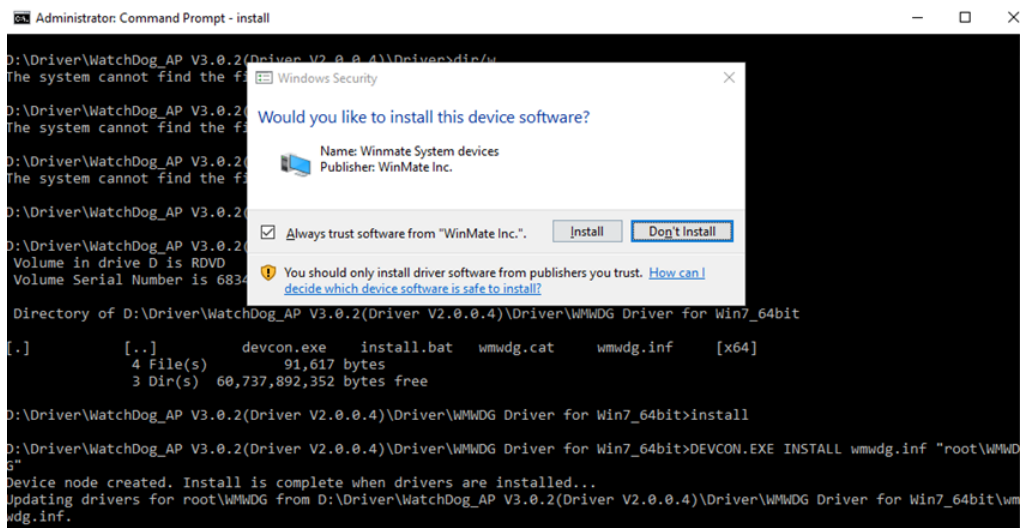 Administrator: Command Prompt - install
D:\Driver\WatchDog_AP V3.0.2(Driver V2.0.0.4)\Driver>dir/w
The system cannot find the fi
D:\Driver\WatchDog_AP V3.0.2(
The system cannot find the fi
D:\Driver\WatchDog_AP V3.0.2(
The system cannot find the fi
D:\Driver\WatchDog_AP V3.0.2(
D:\Driver\WatchDog_AP V3.0.2(
Volume in drive D is RDVD
Volume Serial Number is 6834
Windows Security
Would you like to install this device software?
Name: Winmate System devices
Publisher: WinMate Inc.
Always trust software from "WinMate Inc.".
Install
Don't Install
You should only install driver software from publishers you trust. How can I
decide which device software is safe to install?
Directory of D:\Driver\WatchDog_AP V3.0.2(Driver V2.0.0.4)\Driver\WMWDG Driver for Win7_64bit
[.] [..] devcon.exe install.bat wmwdg.cat wmwdg.inf [x64]
4 File(s) 91,617 bytes
3 Dir(s) 60,737,892,352 bytes free
D:\Driver\WatchDog_AP V3.0.2(Driver V2.0.0.4)\Driver\WMWDG Driver for Win7_64bit>install
D:\Driver\WatchDog_AP V3.0.2(Driver V2.0.0.4)\Driver\WMWDG Driver for Win7_64bit>DEVCON.EXE INSTALL wmwdg.inf "root\WMWD
G"
Device node created. Install is complete when drivers are installed...
Updating drivers for root\WMWDG from D:\Driver\WatchDog_AP V3.0.2(Driver V2.0.0.4)\Driver\WMWDG Driver for Win7_64bit\wm
wdg.inf.